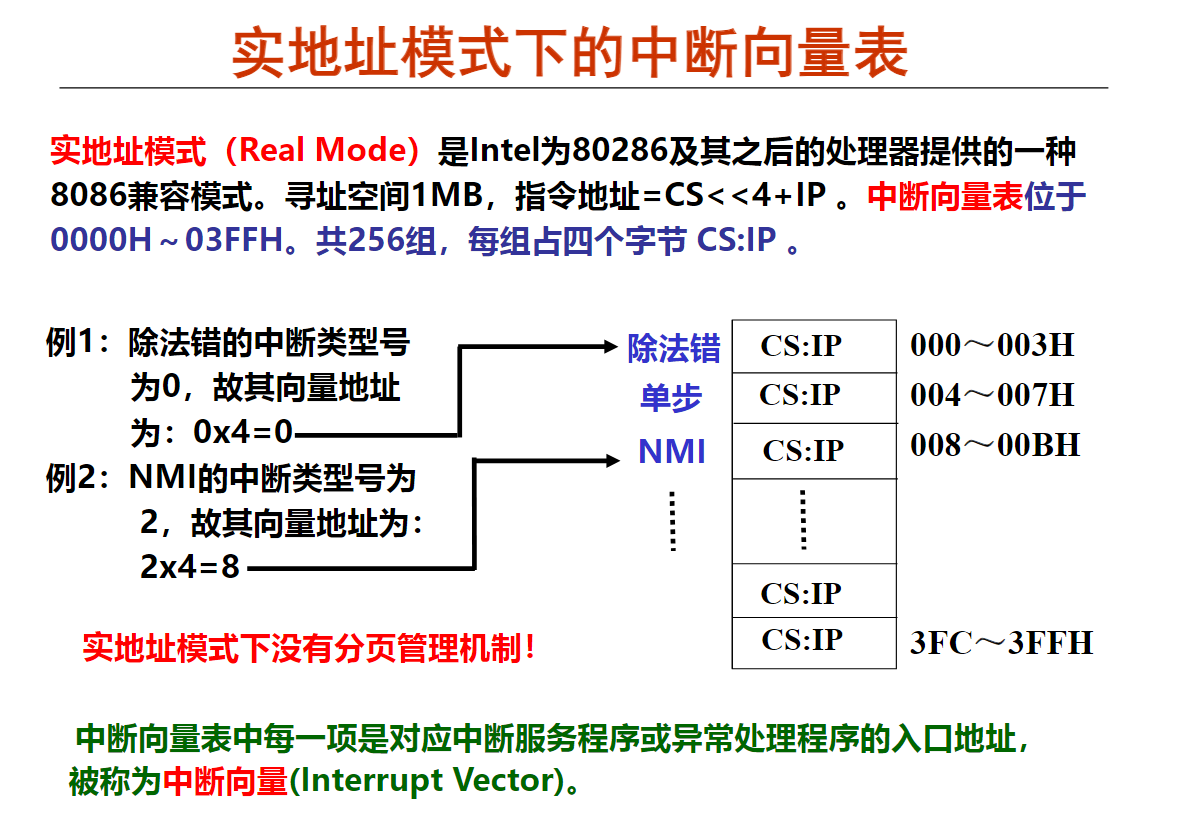 实地址模式下的中断向量表
实地址模式（Real Mode）是Intel为80286及其之后的处理器提供的一种
8086兼容模式。寻址空间1MB，指令地址=CS<<4+IP 。中断向量表位于
0000H～03FFH。共256组，每组占四个字节 CS:IP 。
例1：除法错的中断类型号
为0，故其向量地址
为：0x4=0
例2：NMI的中断类型号为
2，故其向量地址为：
2x4=8
除法错 CS:IP 000～003H
单步 CS:IP 004～007H
NMI CS:IP 008～00BH
CS:IP
CS:IP 3FC～3FFH
实地址模式下没有分页管理机制！
中断向量表中每一项是对应中断服务程序或异常处理程序的入口地址，
被称为中断向量(Interrupt Vector)。